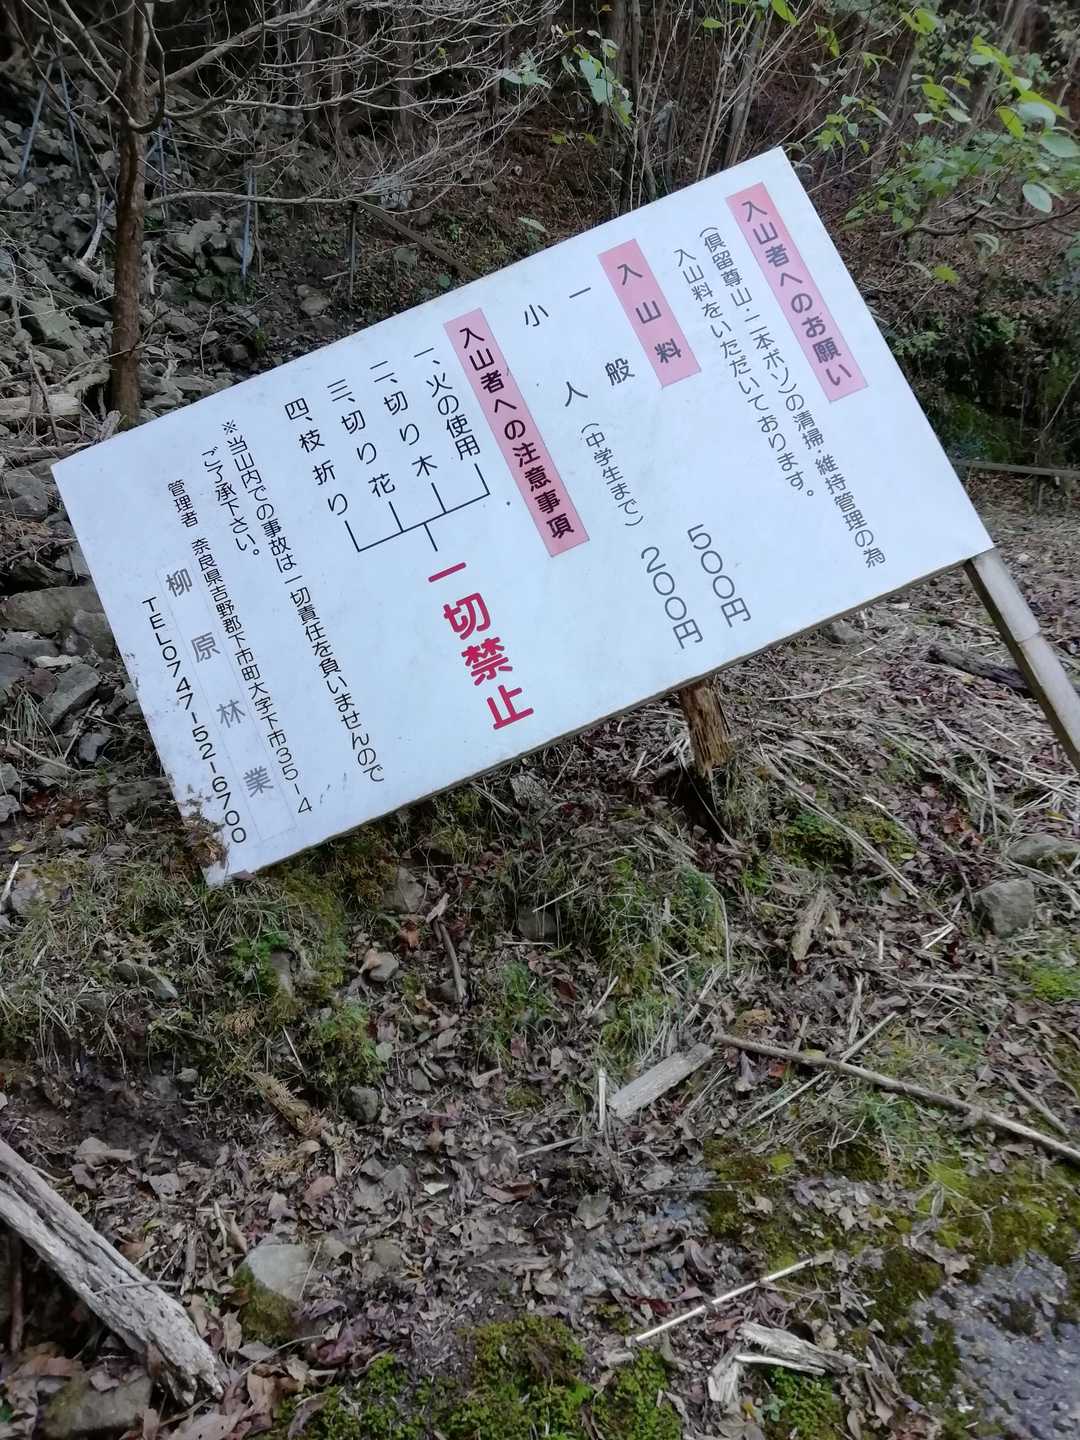 入山者へのお願い
(倶留尊山・二本ボソンの清掃・維持管理の為
入山料をいただいております。
入山料
一般 500円
小人(中学生まで) 200円
入山者への注意事項
一、火の使用
二、切り木
三、切り花
四、枝折り
一切禁止
※当山内での事故は一切責任を負いませんので
ご了承下さい。
管理者 奈良県吉野郡下市町大字下市35-4
柳原林業
TEL0747-52-6700